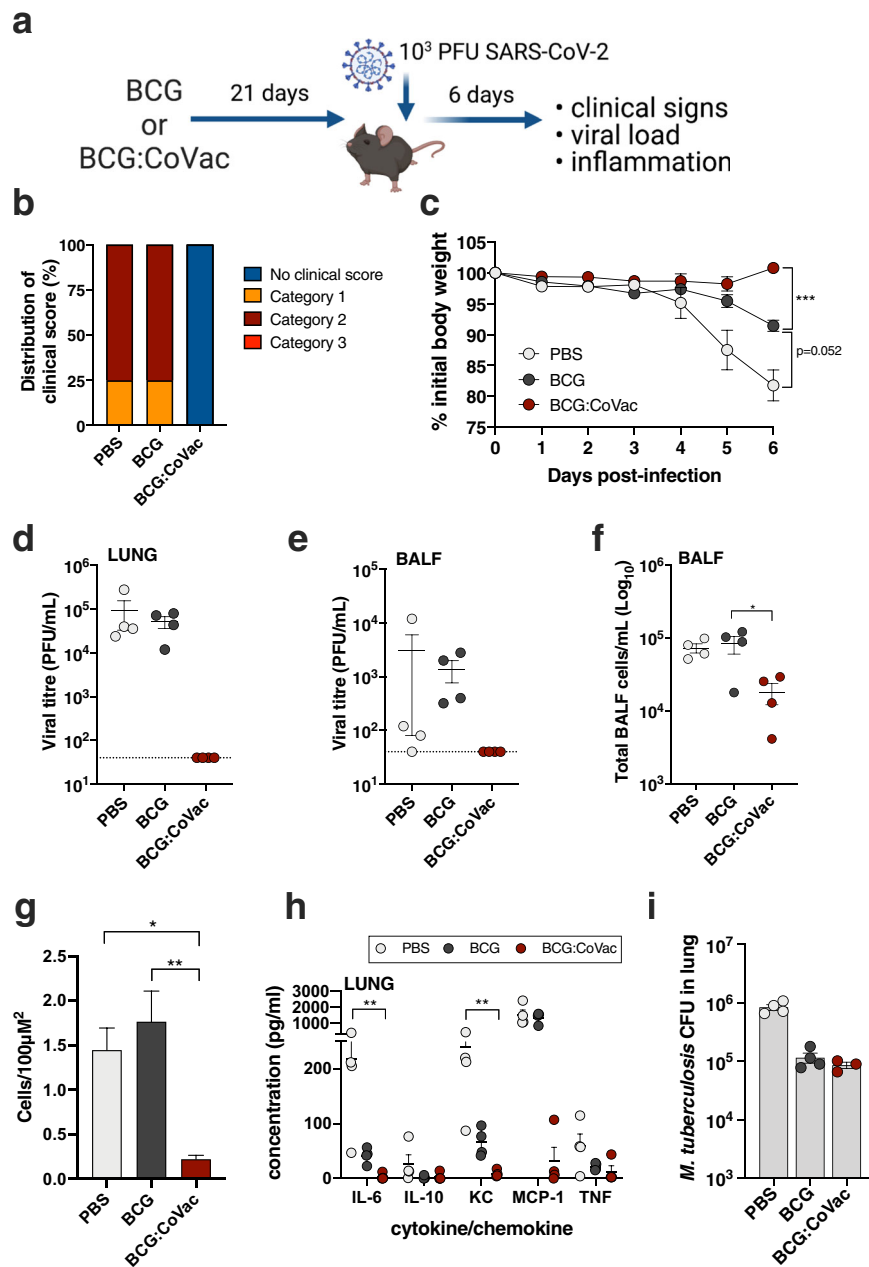 a
10³ PFU SARS-CoV-2
BCG
or
BCG:CoVac
21 days
6 days
• clinical signs
• viral load
• inflammation
b
Distribution of
clinical score (%)
100
75
50
25
0
PBS
BCG
BCG:CoVac
No clinical score
Category 1
Category 2
Category 3
c
% initial body weight
105
100
95
90
85
80
75
PBS
BCG
BCG:CoVac
***
p=0.052
0 1 2 3 4 5 6
Days post-infection
d
LUNG
Viral titre (PFU/mL)
10⁶
10⁵
10⁴
10³
10²
10¹
PBS
BCG
BCG:CoVac
e
BALF
Viral titre (PFU/mL)
10⁵
10⁴
10³
10²
10¹
PBS
BCG
BCG:CoVac
f
BALF
Total BALF cells/mL (Log₁₀)
10⁶
10⁵
10⁴
10³
*
PBS
BCG
BCG:CoVac
g
Cells/100µM²
2.5
2.0
1.5
1.0
0.5
0.0
*
**
PBS
BCG
BCG:CoVac
h
PBS BCG BCG:CoVac
LUNG
concentration (pg/ml)
3000
2000
1000
200
100
0
**
**
IL-6 IL-10 KC MCP-1 TNF
cytokine/chemokine
i
M. tuberculosis CFU in lung
10⁷
10⁶
10⁵
10⁴
10³
PBS
BCG
BCG:CoVac